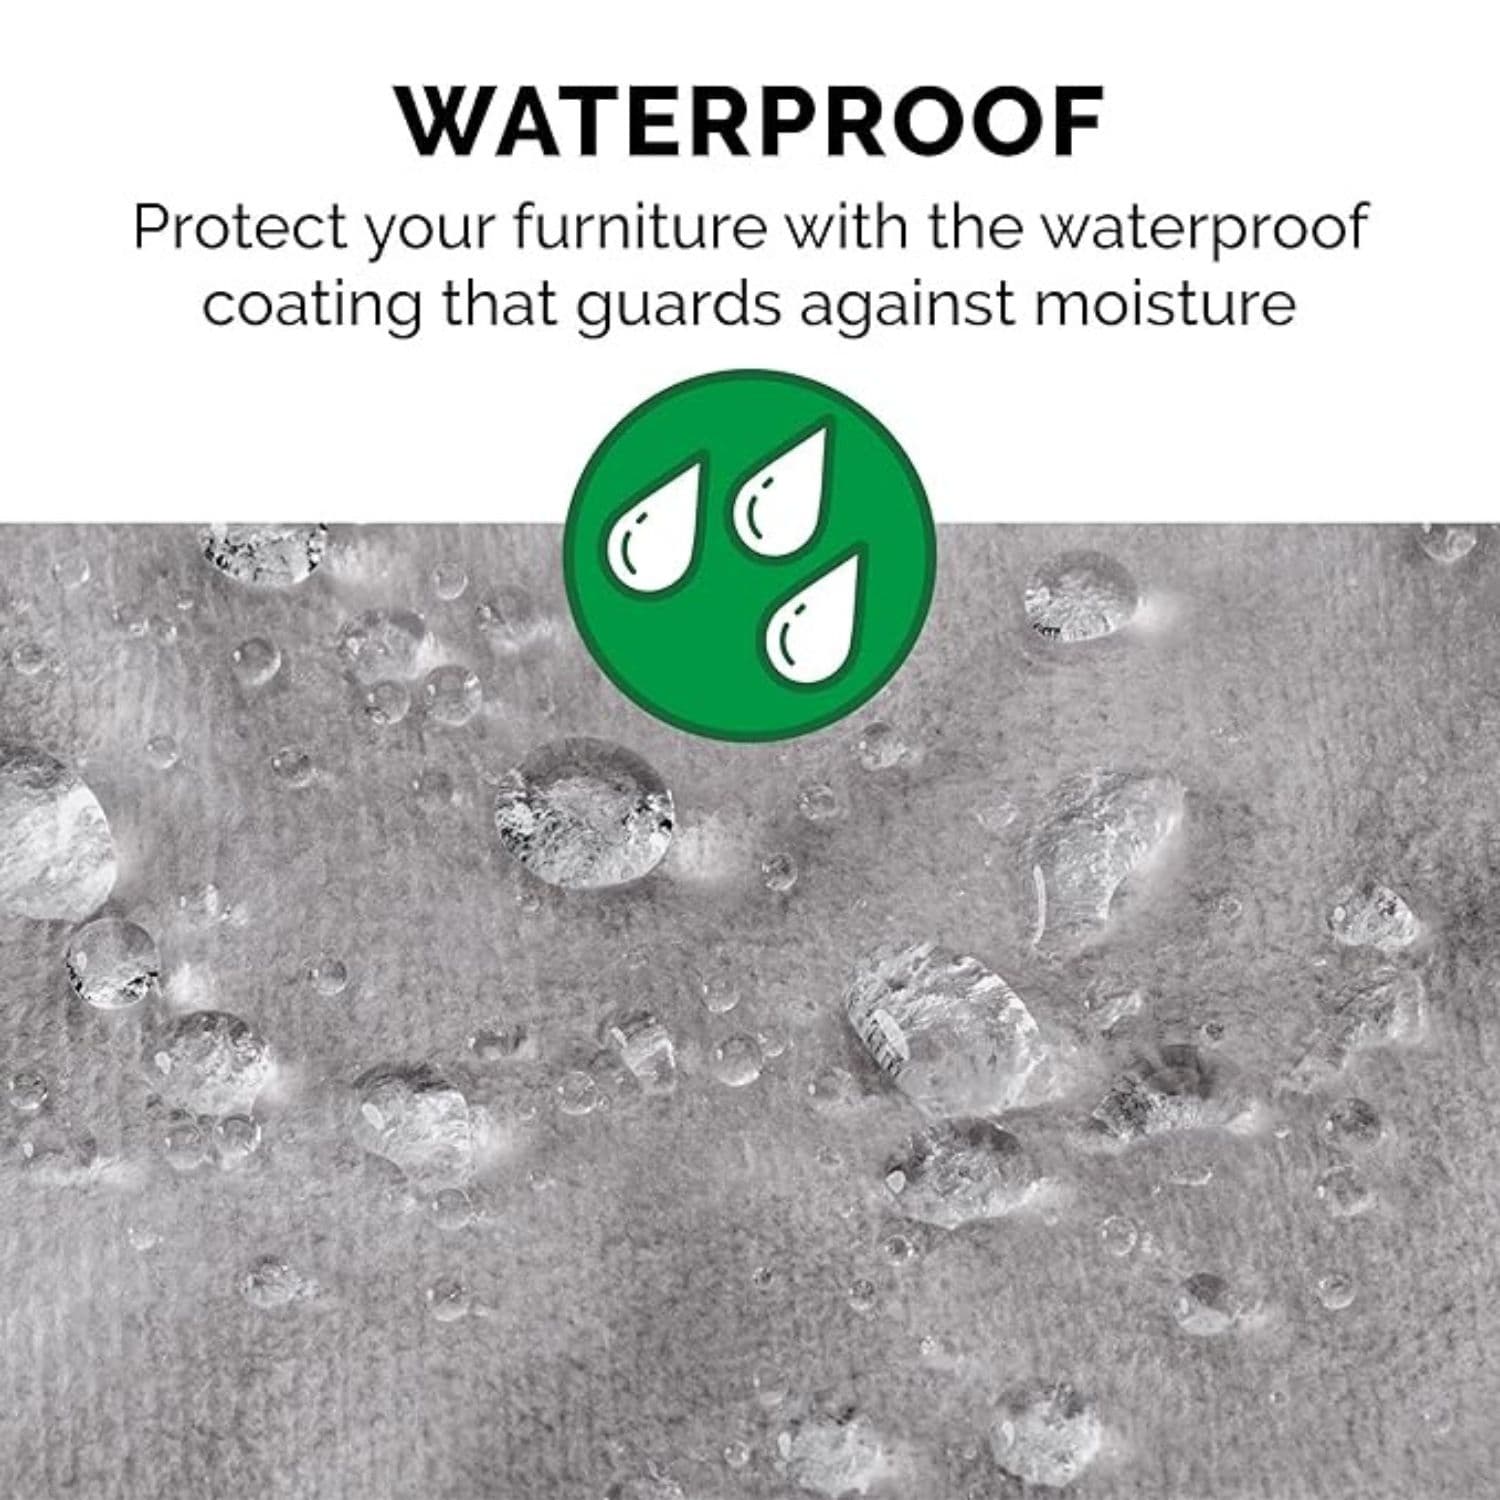 WATERPROOF
Protect your furniture with the waterproof
coating that guards against moisture